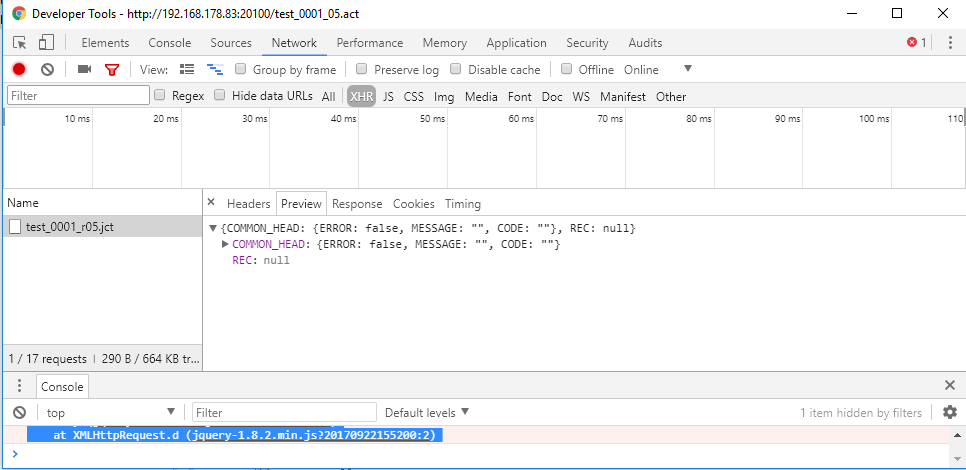 Developer Tools - http://192.168.178.83:20100/test_0001_05.act
Elements Console Sources Network Performance Memory Application Security Audits 1
View: Group by frame Preserve log Disable cache Offline Online
Filter Regex Hide data URLs All XHR JS CSS Img Media Font Doc WS Manifest Other
10 ms 20 ms 30 ms 40 ms 50 ms 60 ms 70 ms 80 ms 90 ms 100 ms 110
Name
Headers Preview Response Cookies Timing
test_0001_r05.jct
{COMMON_HEAD: {ERROR: false, MESSAGE: "", CODE: ""}, REC: null}
COMMON_HEAD: {ERROR: false, MESSAGE: "", CODE: ""}
REC: null
1 / 17 requests | 290 B / 664 KB tr...
Console
top Filter Default levels 1 item hidden by filters
at XMLHttpRequest.d (jquery-1.8.2.min.js?20170922155200:2)
>